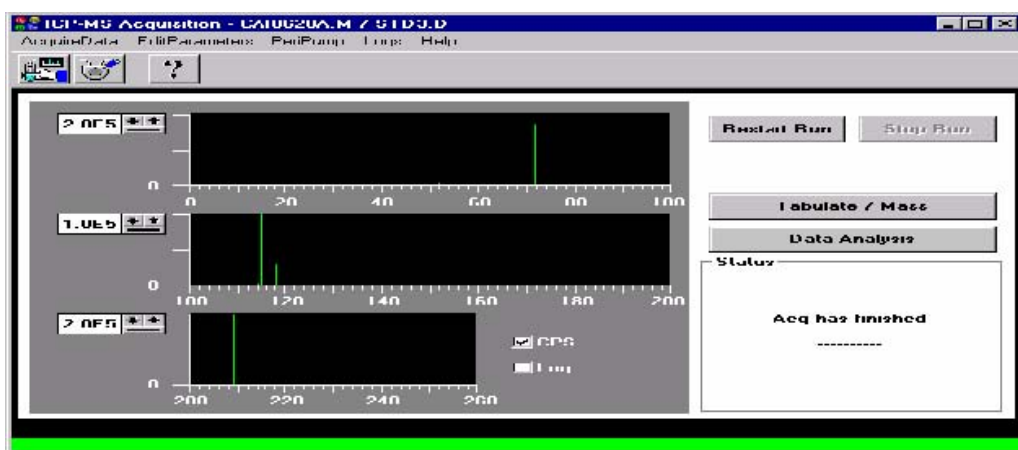 ICP-MS Acquisition - CAI0620A.M / STD3.D
AcquireData EditParameters PeriPump Logs Help
?
2.0E5
0
0 20 40 60 80 100
1.0E5
0
100 120 140 160 180 200
2.0E5
0
200 220 240 260
CPS
Log
Restart Run Stop Run
Tabulate / Mass
Data Analysis
Status
Acq has finished
----------